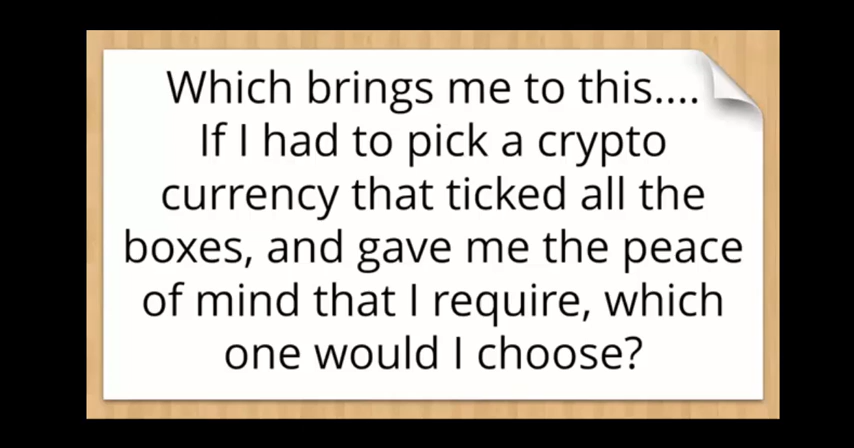 Which brings me to this....
If I had to pick a crypto
currency that ticked all the
boxes, and gave me the peace
of mind that I require, which
one would I choose?